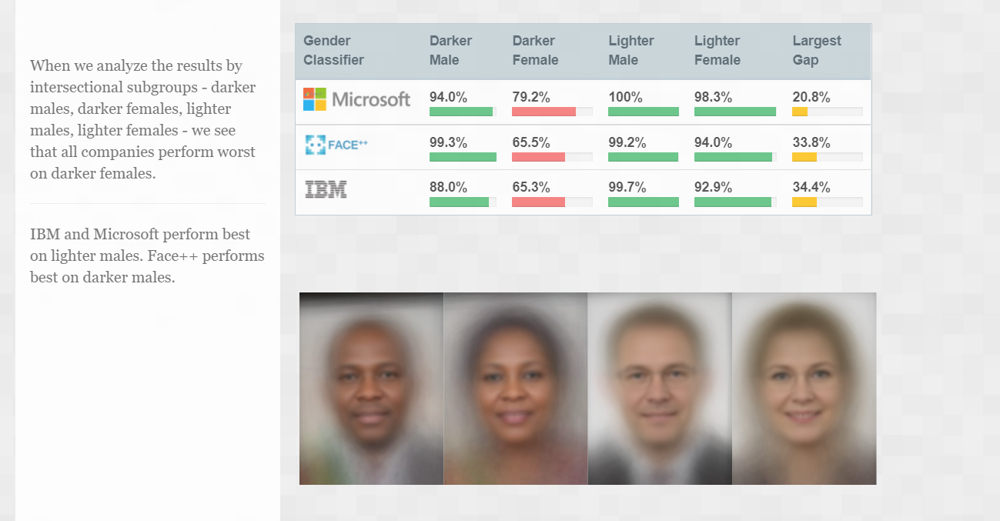 When we analyze the results by
intersectional subgroups - darker
males, darker females, lighter
males, lighter females - we see
that all companies perform worst
on darker females.
IBM and Microsoft perform best
on lighter males. Face++ performs
best on darker males.
Gender Classifier Darker Male Darker Female Lighter Male Lighter Female Largest Gap
Microsoft 94.0% 79.2% 100% 98.3% 20.8%
FACE++ 99.3% 65.5% 99.2% 94.0% 33.8%
IBM 88.0% 65.3% 99.7% 92.9% 34.4%